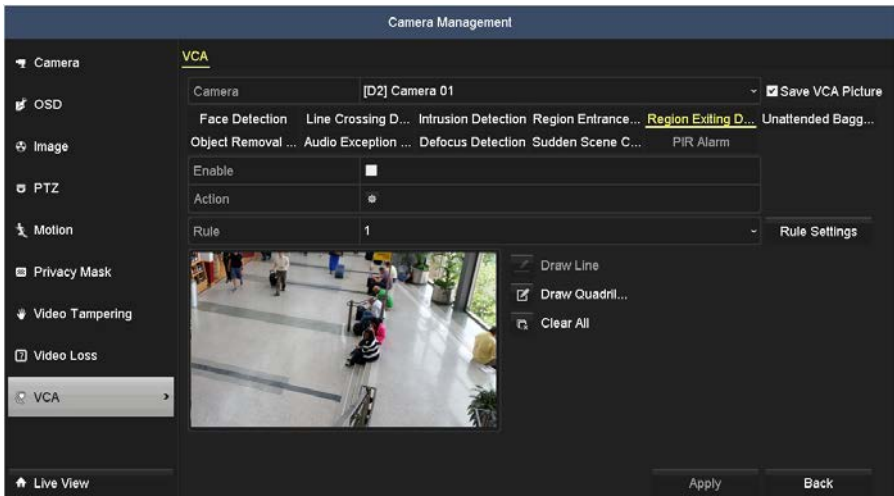 Camera Management
Camera
OSD
Image
PTZ
Motion
Privacy Mask
Video Tampering
Video Loss
VCA
Live View
VCA
Camera [D2] Camera 01 Save VCA Picture
Face Detection Line Crossing D... Intrusion Detection Region Entrance... Region Exiting D... Unattended Bagg...
Object Removal ... Audio Exception ... Defocus Detection Sudden Scene C... PIR Alarm
Enable
Action
Rule 1 Rule Settings
Draw Line
Draw Quadril...
Clear All
Apply Back